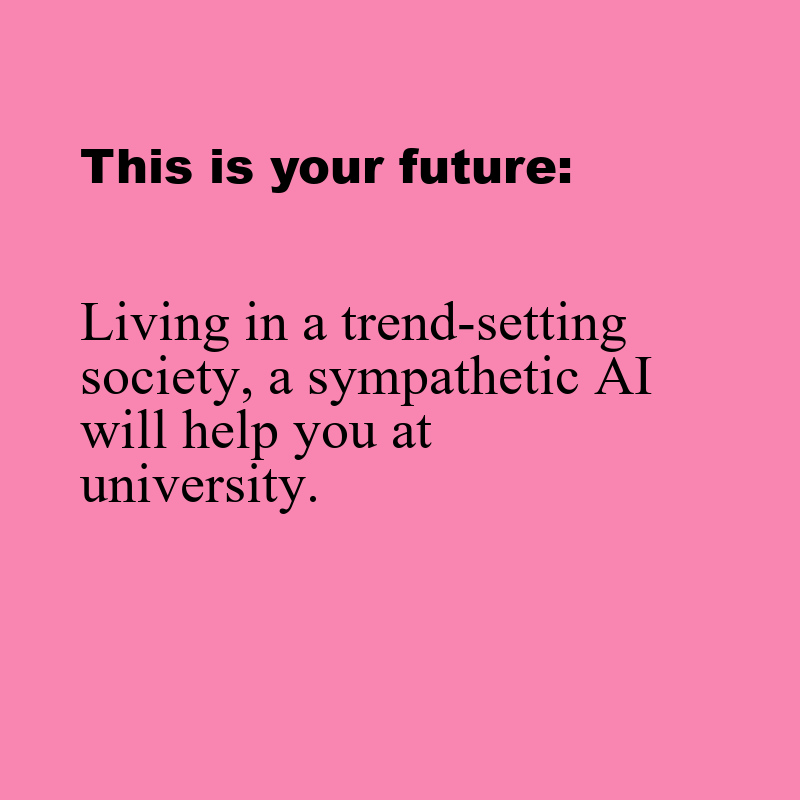 This is your future:
Living in a trend-setting
society, a sympathetic AI
will help you at
university.